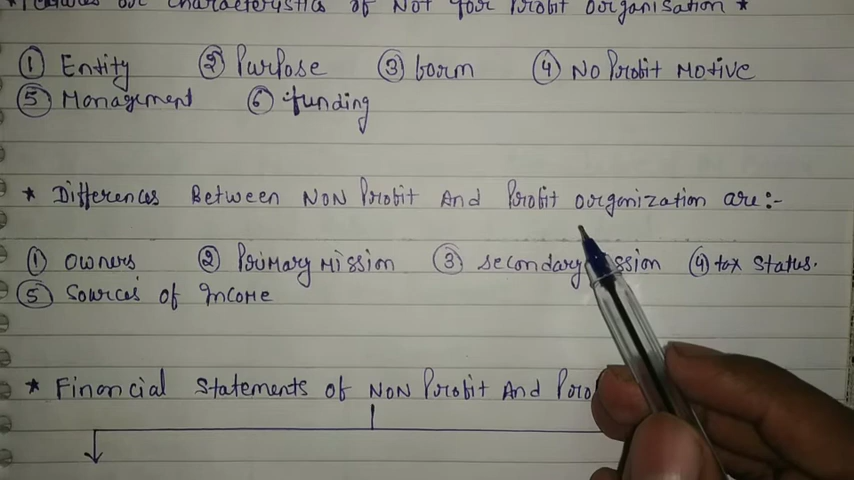 Features or characteristics of Not for Profit Organisation *
① Entity ② Purpose ③ form ④ No Profit Motive
⑤ Management ⑥ funding
* Differences Between NON Profit And Profit Organization are:-
① Owners ② Primary Mission ③ secondary ④ tax status.
⑤ Sources of Income
* Financial Statements of NON Profit And